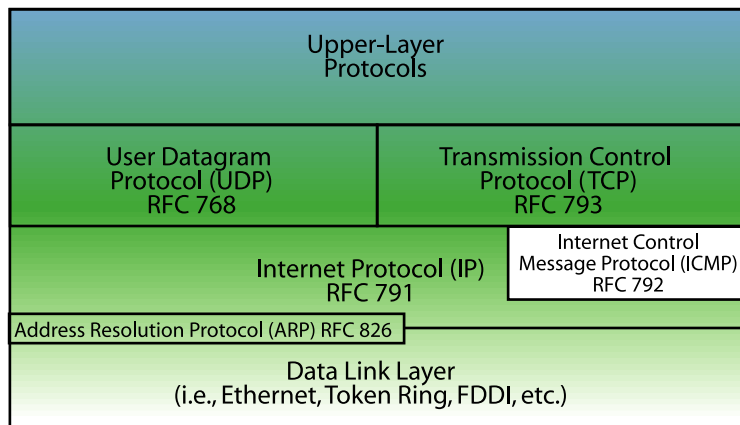 Upper-Layer
Protocols
User Datagram
Protocol (UDP)
RFC 768
Transmission Control
Protocol (TCP)
RFC 793
Internet Protocol (IP)
RFC 791
Internet Control
Message Protocol (ICMP)
RFC 792
Address Resolution Protocol (ARP) RFC 826
Data Link Layer
(i.e., Ethernet, Token Ring, FDDI, etc.)